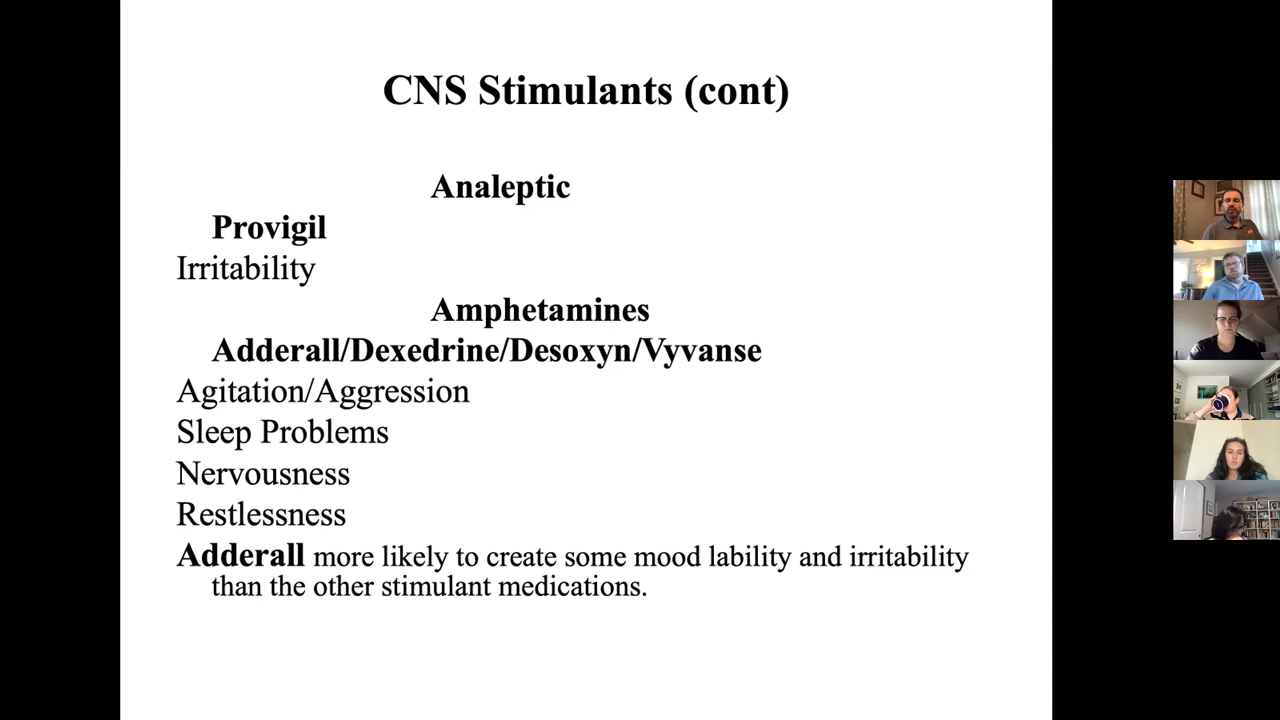 CNS Stimulants (cont)
Analeptic
Provigil
Irritability
Amphetamines
Adderall/Dexedrine/Desoxyn/Vyvanse
Agitation/Aggression
Sleep Problems
Nervousness
Restlessness
Adderall more likely to create some mood lability and irritability
than the other stimulant medications.